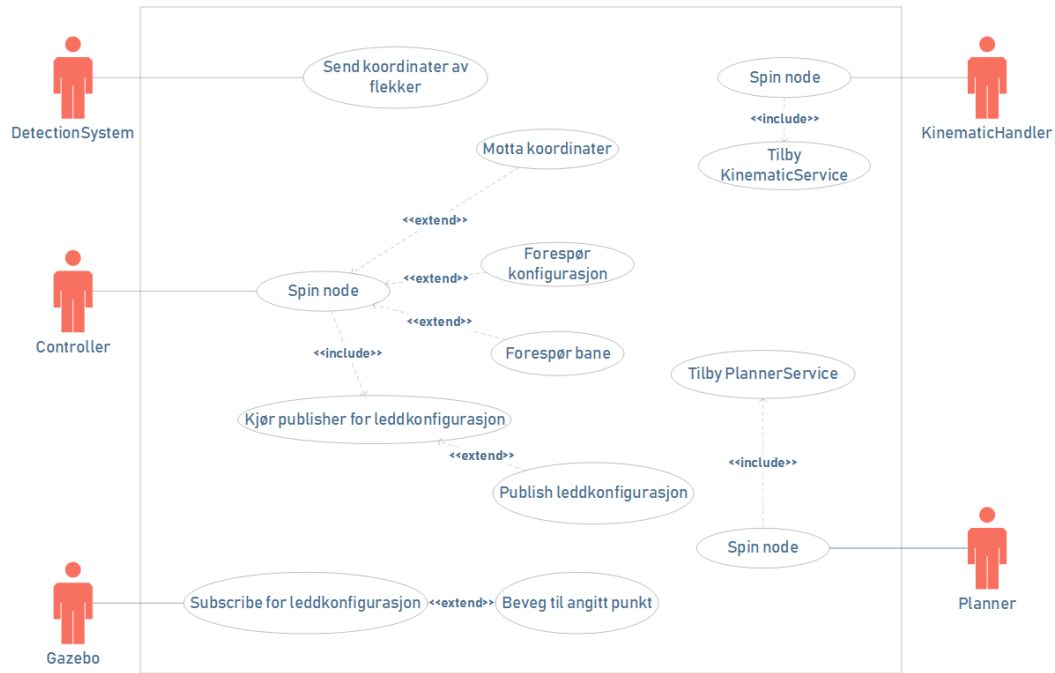 Send koordinater av
flekker
Spin node
DetectionSystem
KinematicHandler
<<include>>
Motta koordinater
Tilby
KinematicService
<<extend>>
Forespør
konfigurasjon
<<extend>>
Spin node
<<extend>>
Controller
<<include>>
Forespør bane
Tilby PlannerService
Kjør publisher for leddkonfigurasjon
<<extend>>
<<include>>
Publish leddkonfigurasjon
Spin node
Planner
Subscribe for leddkonfigurasjon
<<extend>>
Beveg til angitt punkt
Gazebo